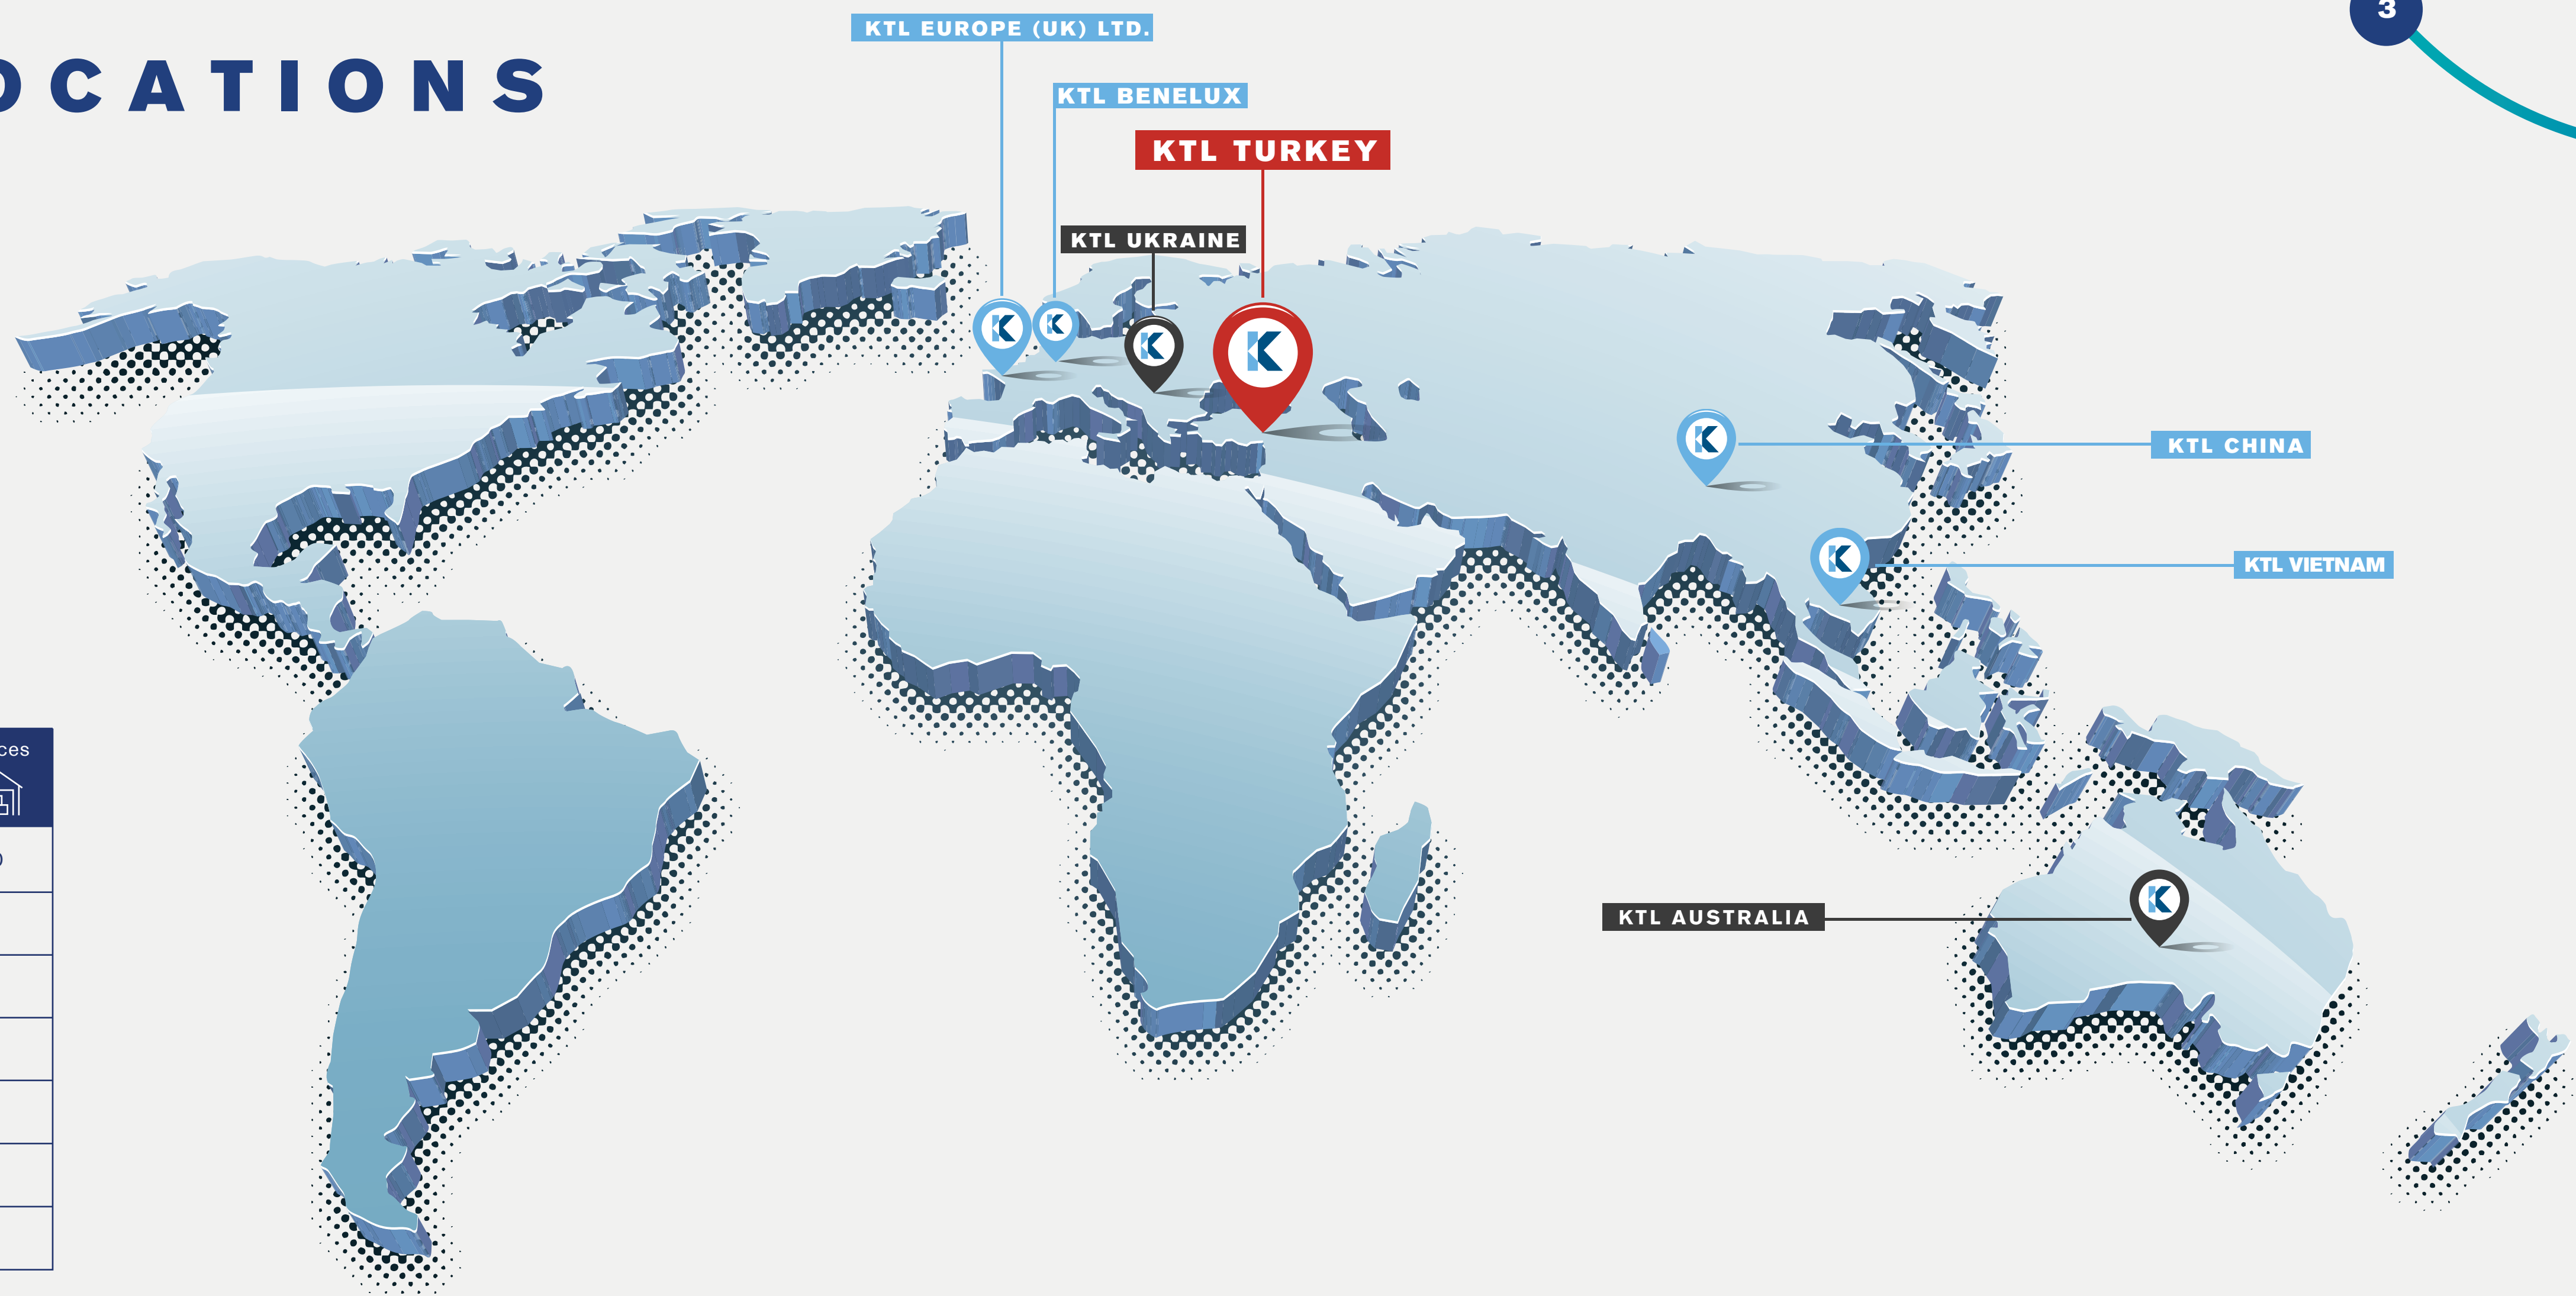 3
KTL EUROPE (UK) LTD.
OCATIONS
KTL BENELUX
KTL TURKEY
KTL UKRAINE
KTL CHINA
KTL VIETNAM
ces
KTL AUSTRALIA